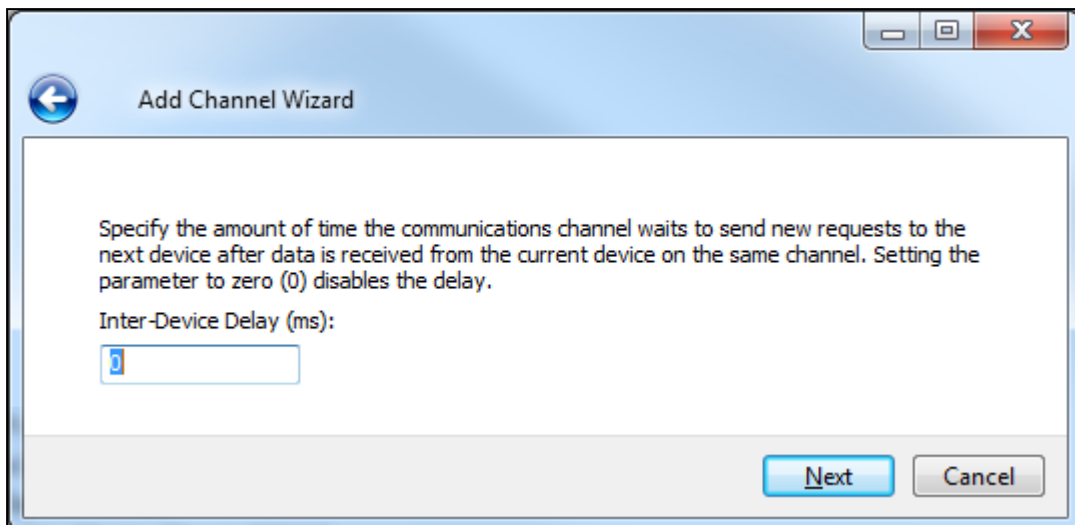 Add Channel Wizard
Specify the amount of time the communications channel waits to send new requests to the
next device after data is received from the current device on the same channel. Setting the
parameter to zero (0) disables the delay.
Inter-Device Delay (ms):
0
Next
Cancel